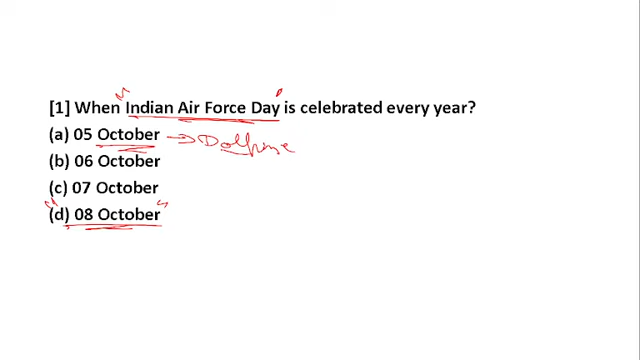 [1] When Indian Air Force Day is celebrated every year?
(a) 05 October → Dolphine
(b) 06 October
(c) 07 October
(d) 08 October